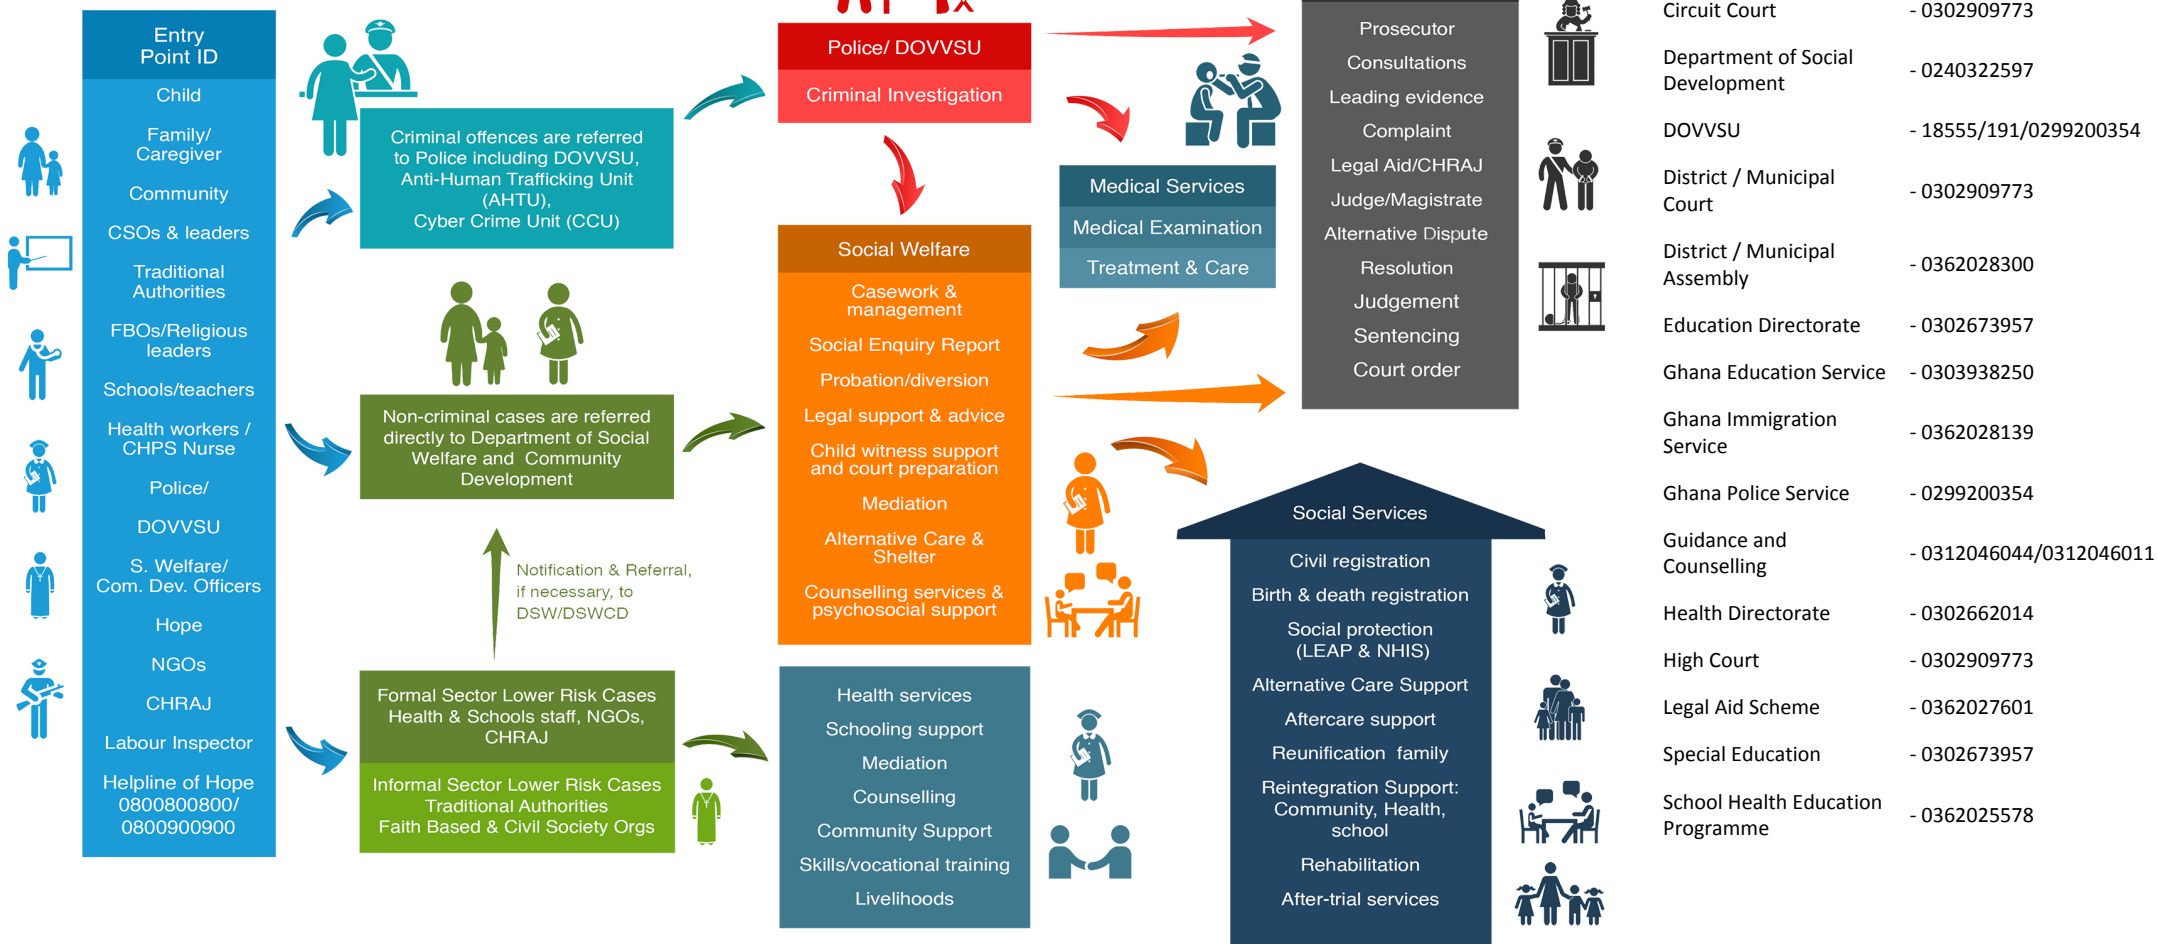 Entry
Point ID
Child
Family/
Caregiver
Community
CSOs & leaders
Traditional
Authorities
FBOs/Religious
leaders
Schools/teachers
Health workers /
CHPS Nurse
Police/
DOVVSU
S. Welfare/
Com. Dev. Officers
Hope
NGOs
CHRAJ
Labour Inspector
Helpline of Hope
0800800800/
0800900900
Criminal offences are referred
to Police including DOVVSU,
Anti-Human Trafficking Unit
(AHTU),
Cyber Crime Unit (CCU)
Non-criminal cases are referred
directly to Department of Social
Welfare and Community
Development
Notification & Referral,
if necessary, to
DSW/DSWCD
Formal Sector Lower Risk Cases
Health & Schools staff, NGOs,
CHRAJ
Informal Sector Lower Risk Cases
Traditional Authorities
Faith Based & Civil Society Orgs
Police/ DOVVSU
Criminal Investigation
Social Welfare
Casework &
management
Social Enquiry Report
Probation/diversion
Legal support & advice
Child witness support
and court preparation
Mediation
Alternative Care &
Shelter
Counselling services &
psychosocial support
Health services
Schooling support
Mediation
Counselling
Community Support
Skills/vocational training
Livelihoods
Medical Services
Medical Examination
Treatment & Care
Prosecutor
Consultations
Leading evidence
Complaint
Legal Aid/CHRAJ
Judge/Magistrate
Alternative Dispute
Resolution
Judgement
Sentencing
Court order
Social Services
Civil registration
Birth & death registration
Social protection
(LEAP & NHIS)
Alternative Care Support
Aftercare support
Reunification family
Reintegration Support:
Community, Health,
school
Rehabilitation
After-trial services
Circuit Court - 0302909773
Department of Social
Development - 0240322597
DOVVSU - 18555/191/0299200354
District / Municipal
Court - 0302909773
District / Municipal
Assembly - 0362028300
Education Directorate - 0302673957
Ghana Education Service - 0303938250
Ghana Immigration
Service - 0362028139
Ghana Police Service - 0299200354
Guidance and
Counselling - 0312046044/0312046011
Health Directorate - 0302662014
High Court - 0302909773
Legal Aid Scheme - 0362027601
Special Education - 0302673957
School Health Education
Programme - 0362025578